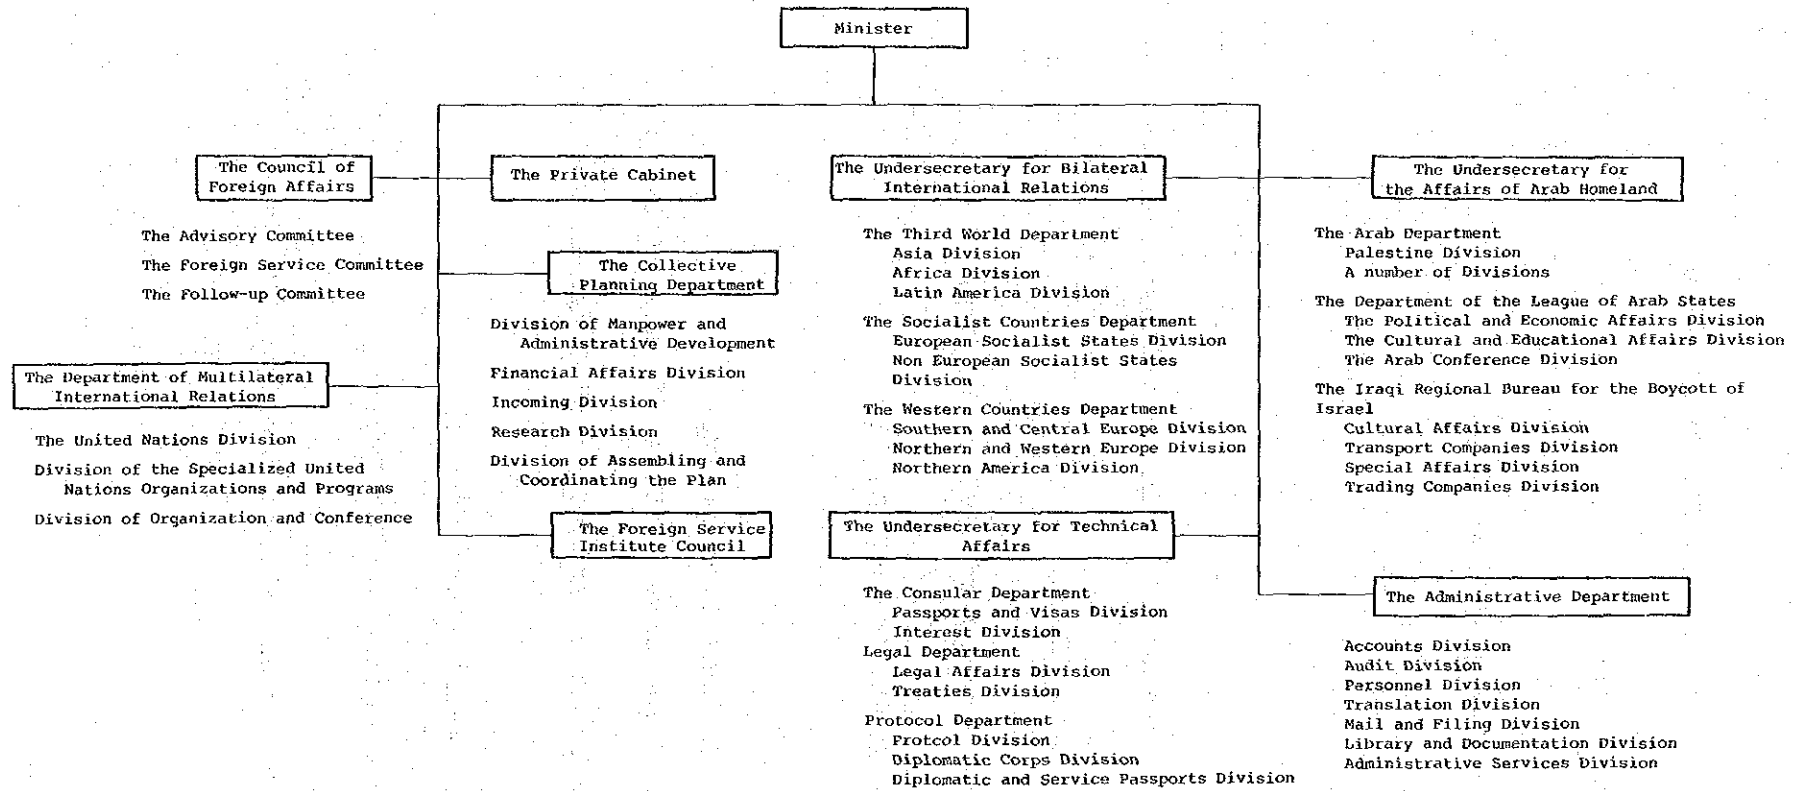 Minister
The Council of
Foreign Affairs
The Advisory Committee
The Foreign Service Committee
The Follow-up Committee
The Private Cabinet
The Collective
Planning Department
Division of Manpower and
Administrative Development
Financial Affairs Division
Incoming Division
Research Division
Division of Assembling and
Coordinating the Plan
The Department of Multilateral
International Relations
The United Nations Division
Division of the Specialized United
Nations Organizations and Programs
Division of Organization and Conference
The Foreign Service
Institute Council
The Undersecretary for Bilateral
International Relations
The Third World Department
Asia Division
Africa Division
Latin America Division
The Socialist Countries Department
European Socialist States Division
Non European Socialist States
Division
The Western Countries Department
Southern and Central Europe Division
Northern and Western Europe Division
Northern America Division
The Undersecretary for Technical
Affairs
The Consular Department
Passports and Visas Division
Interest Division
Legal Department
Legal Affairs Division
Treaties Division
Protocol Department
Protcol Division
Diplomatic Corps Division
Diplomatic and Service Passports Division
The Undersecretary for
the Affairs of Arab Homeland
The Arab Department
Palestine Division
A number of Divisions
The Department of the League of Arab States
The Political and Economic Affairs Division
The Cultural and Educational Affairs Division
The Arab Conference Division
The Iraqi Regional Bureau for the Boycott of
Israel
Cultural Affairs Division
Transport Companies Division
Special Affairs Division
Trading Companies Division
The Administrative Department
Accounts Division
Audit Division
Personnel Division
Translation Division
Mail and Filing Division
Library and Documentation Division
Administrative Services Division